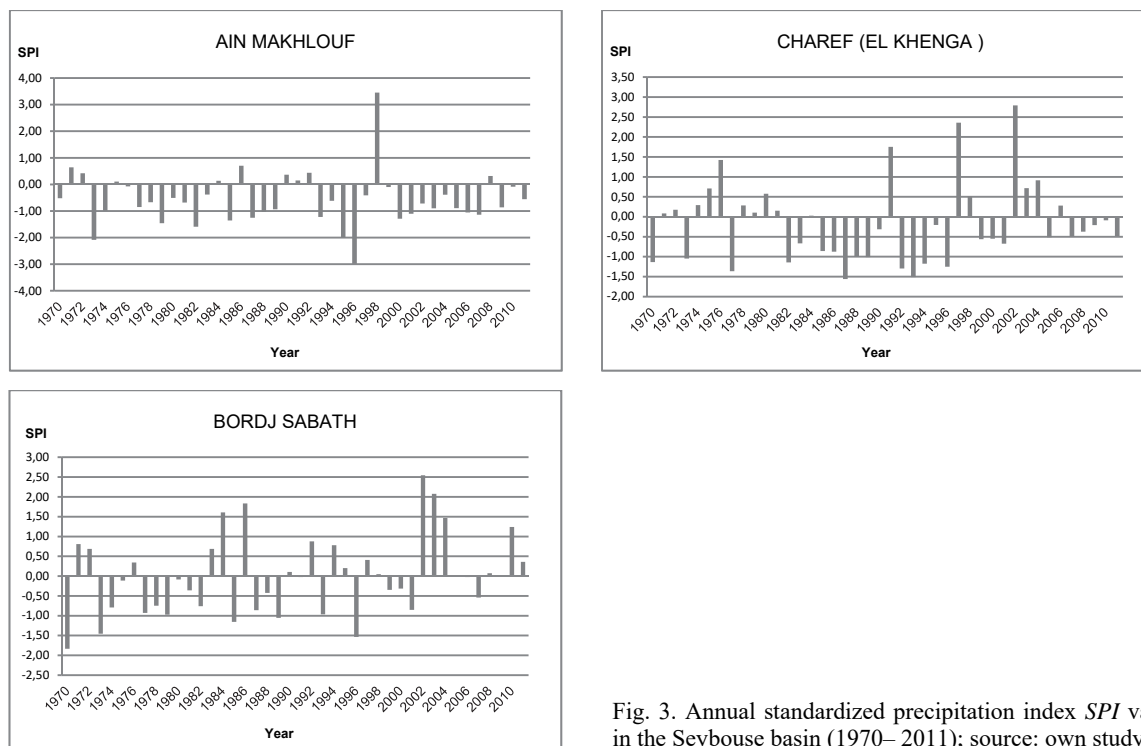 AIN MAKHLOUF
SPI
4,00
3,00
2,00
1,00
0,00
-1,00
-2,00
-3,00
-4,00
1970 1972 1974 1976 1978 1980 1982 1984 1986 1988 1990 1992 1994 1996 1998 2000 2002 2004 2006 2008 2010
Year
CHAREF (EL KHENGA )
SPI
3,50
3,00
2,50
2,00
1,50
1,00
0,50
0,00
-0,50
-1,00
-1,50
-2,00
1970 1972 1974 1976 1978 1980 1982 1984 1986 1988 1990 1992 1994 1996 1998 2000 2002 2004 2006 2008 2010
Year
BORDJ SABATH
SPI
3,00
2,50
2,00
1,50
1,00
0,50
0,00
-0,50
-1,00
-1,50
-2,00
-2,50
1970 1972 1974 1976 1978 1980 1982 1984 1986 1988 1990 1992 1994 1996 1998 2000 2002 2004 2006 2008 2010
Year
Fig. 3. Annual standardized precipitation index SPI
in the Seybouse basin (1970– 2011); source: own study